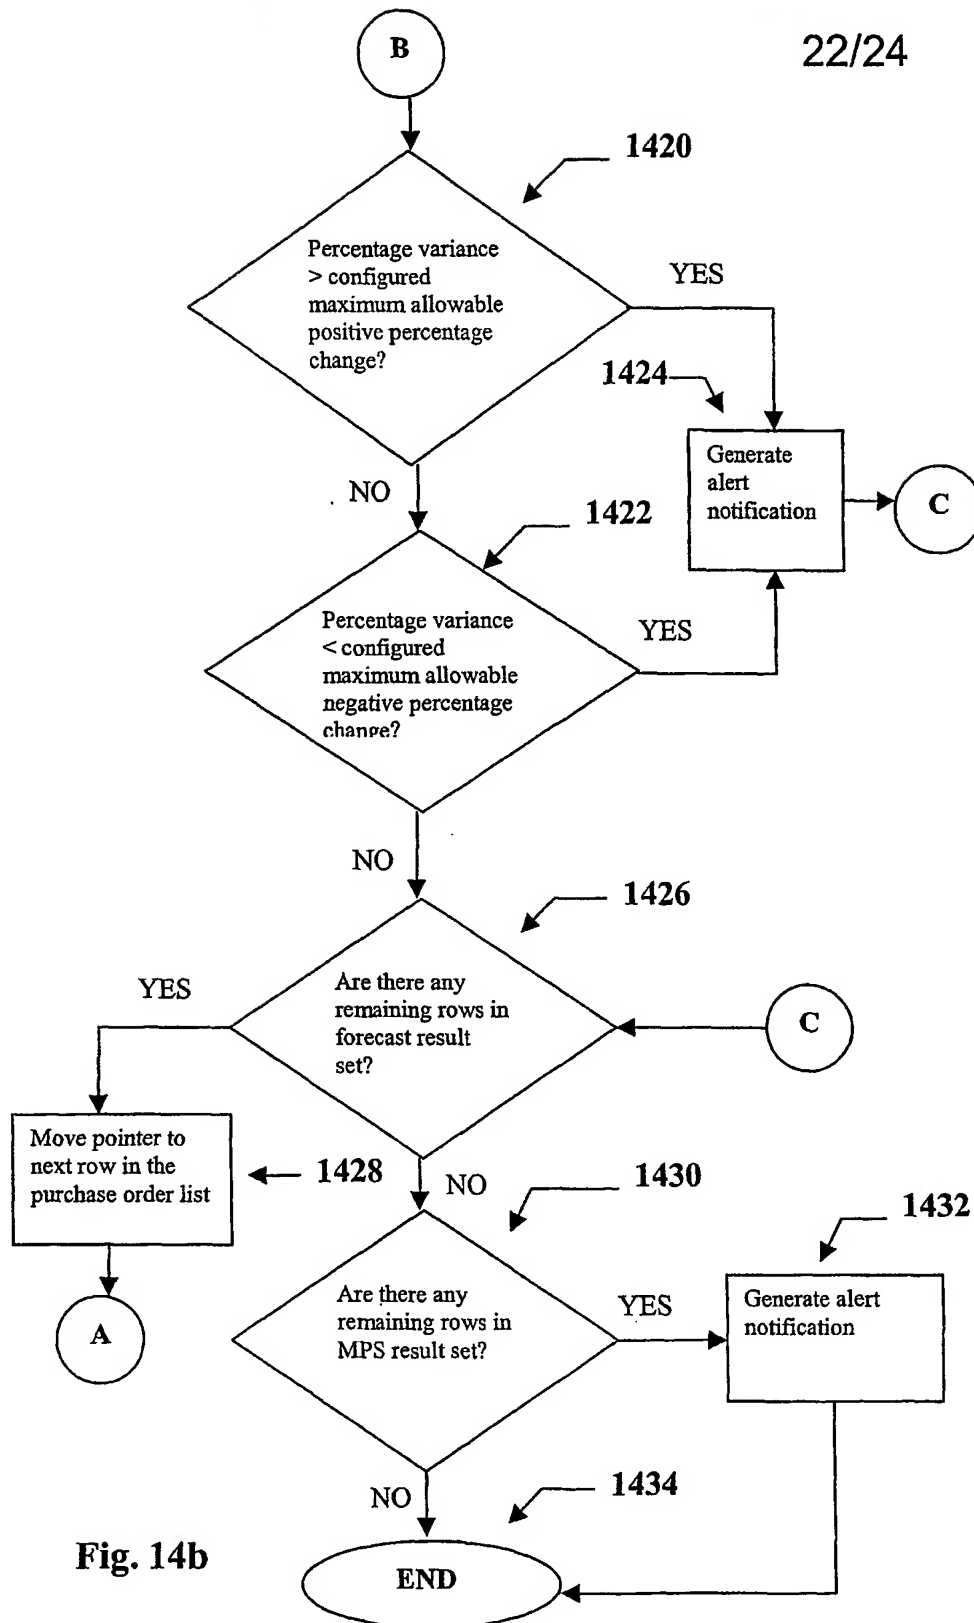 B
22/24
1420
Percentage variance
> configured
maximum allowable
positive percentage
change?
YES
1424
Generate
alert
notification
C
NO
1422
Percentage variance
< configured
maximum allowable
negative percentage
change?
YES
NO
1426
Are there any
remaining rows in
forecast result
set?
YES
C
Move pointer to
next row in the
purchase order list
1428
NO
1430
1432
Are there any
remaining rows in
MPS result set?
YES
Generate alert
notification
A
NO
1434
END
Fig. 14b